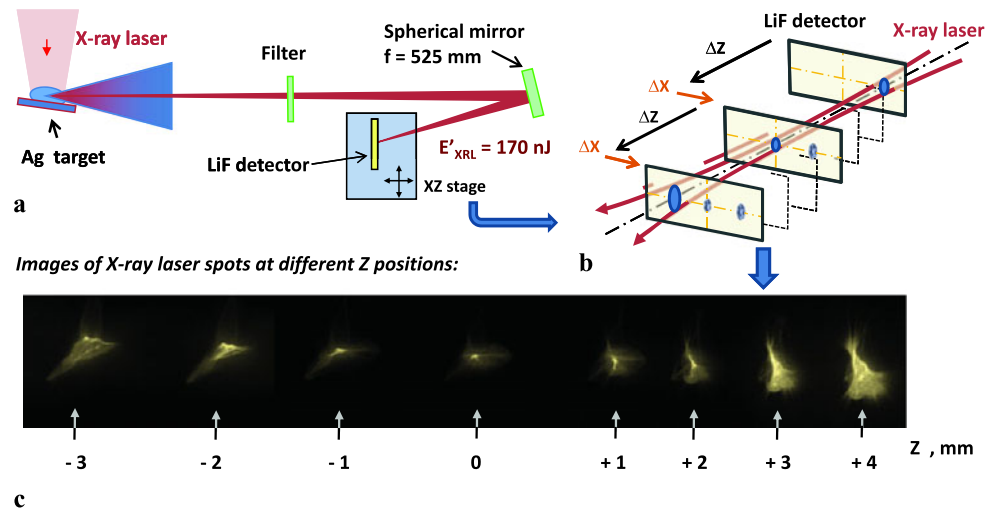 X-ray laser
Filter
Spherical mirror
f = 525 mm
Ag target
LiF detector
E'XRL = 170 nJ
XZ stage
a
LiF detector
X-ray laser
ΔZ
ΔX
ΔZ
ΔX
b
Images of X-ray laser spots at different Z positions:
- 3 - 2 - 1 0 + 1 + 2 + 3 + 4 Z , mm
c